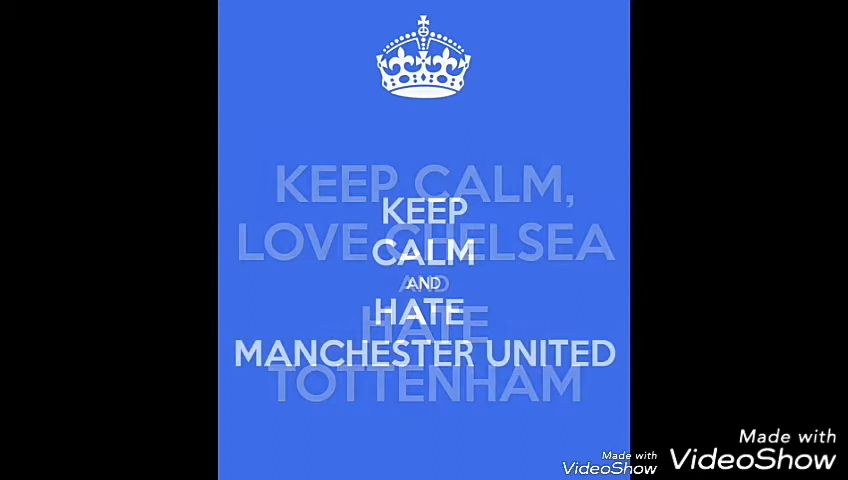 KEEP CALM,
LOVE CHELSEA
AND
HATE
TOTTENHAM
KEEP
CALM
AND
HATE
MANCHESTER UNITED
Made with
VideoShow
Made with
VideoShow